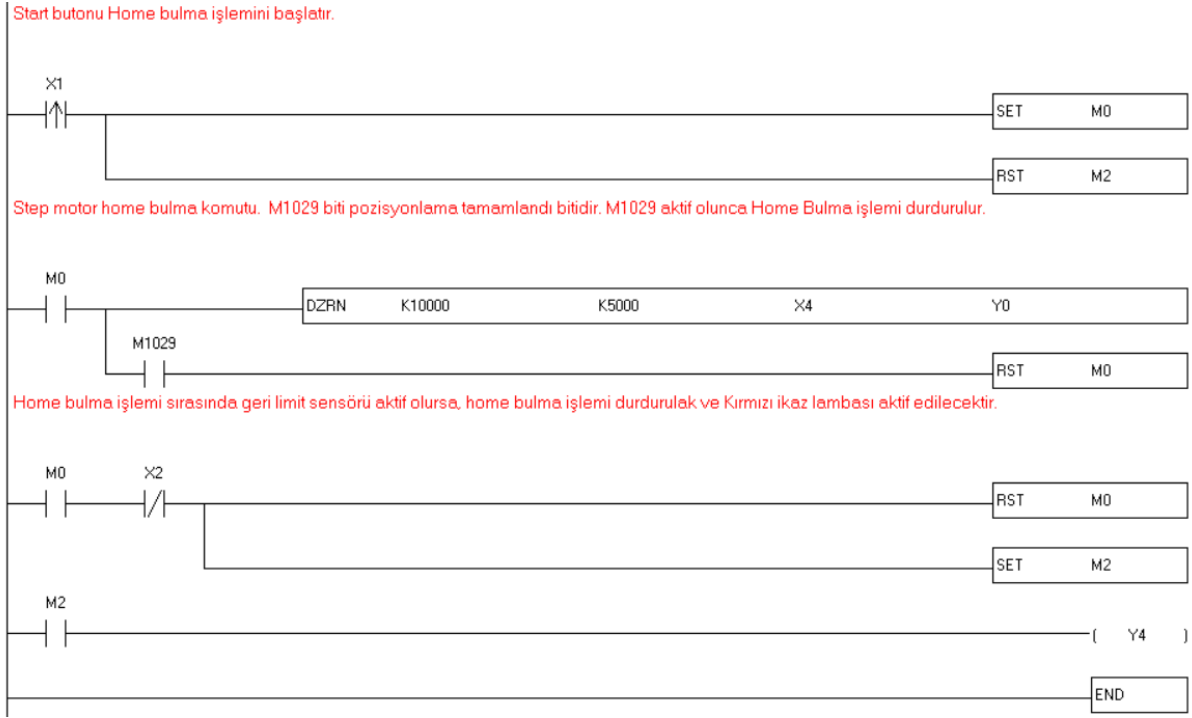 Start butonu Home bulma işlemini başlatır.
X1
SET M0
RST M2
Step motor home bulma komutu. M1029 biti pozisyonlama tamamlandı bitidir. M1029 aktif olunca Home Bulma işlemi durdurulur.
M0
DZRN K10000 K5000 X4 Y0
M1029
RST M0
Home bulma işlemi sırasında geri limit sensörü aktif olursa, home bulma işlemi durdurulak ve Kırmızı ikaz lambası aktif edilecektir.
M0 X2
RST M0
SET M2
M2
( Y4 )
END